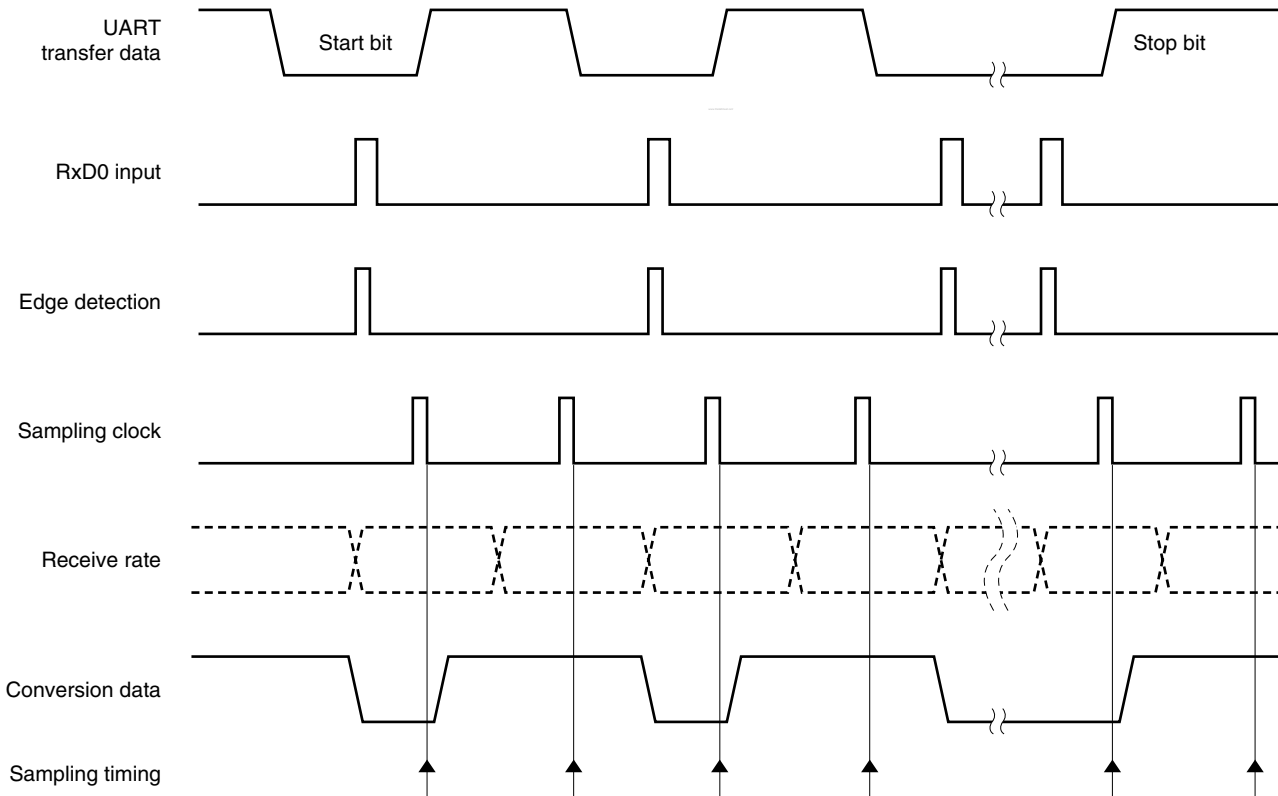 UART
transfer data
Start bit
Stop bit
RxD0 input
Edge detection
Sampling clock
Receive rate
Conversion data
Sampling timing